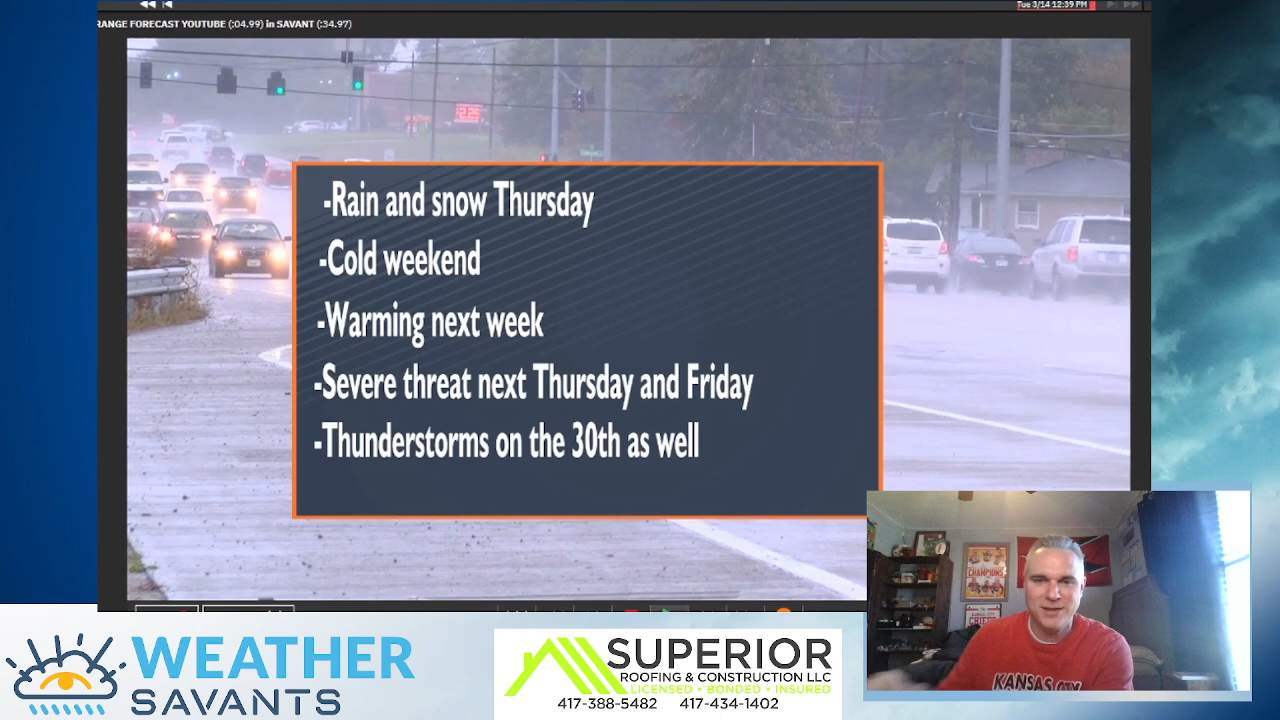 Tue 3/14 12:39 PM
RANGE FORECAST YOUTUBE (:04.99) in SAVANT (:34.97)
-Rain and snow Thursday
-Cold weekend
-Warming next week
-Severe threat next Thursday and Friday
-Thunderstorms on the 30th as well
CHAMPIONS
CHIEFS
KANSAS CITY
WEATHER
SAVANTS
SUPERIOR
ROOFING & CONSTRUCTION LLC
LICENSED • BONDED • INSURED
417-388-5482 417-434-1402